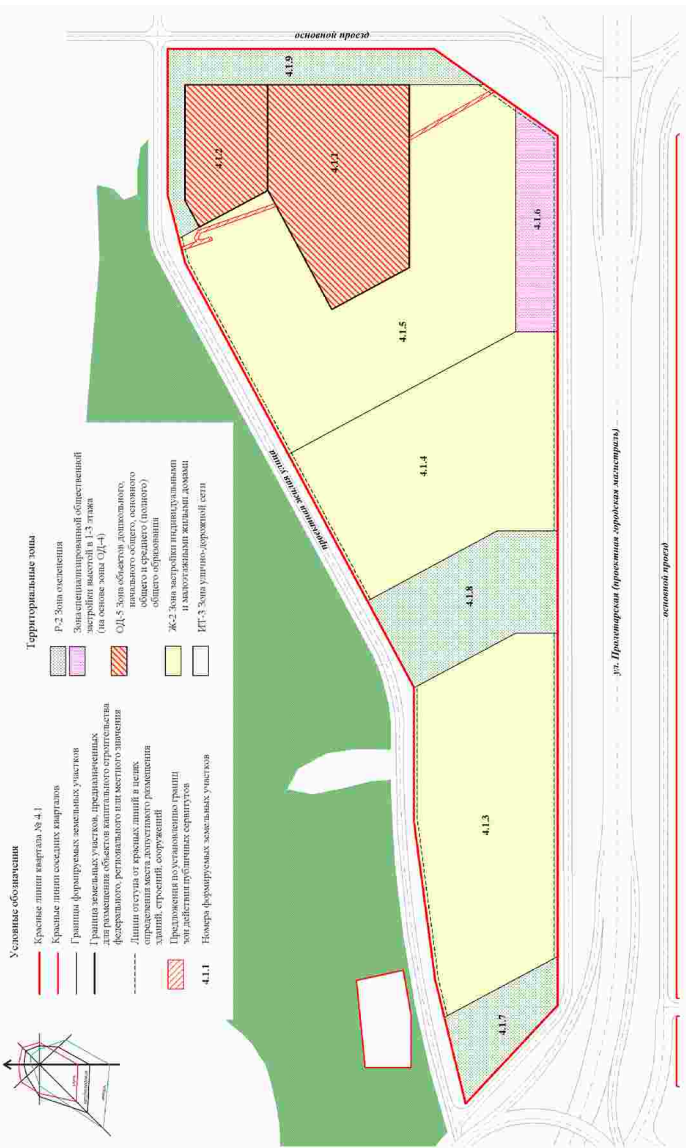 Условные обозначения
Красные линии квартала № 4.1
Красные линии соседних кварталов
Границы формируемых земельных участков
Граница земельных участков, предназначенных
для размещения объектов капитального строительства
федерального, регионального или местного значения
Линии отступа от красных линий в целях
определения места допустимого размещения
зданий, строений, сооружений
Предложения по установлению границ
зон действия публичных сервитутов
4.1.1
Номера формируемых земельных участков
Территориальные зоны
Р-2 Зона озеленения
Зона специализированной общественной
застройки высотой в 1-3 этажа
(на основе зоны ОД-4)
ОД-5 Зона объектов дошкольного,
начального общего, основного
общего и среднего (полного)
общего образования
Ж-2 Зона застройки индивидуальными
и малоэтажными жилыми домами
ИТ-3 Зона улично-дорожной сети
основной проезд
проектная жилая улица
ул. Пролетарская (проектная городская магистраль)
основной проезд
4.1.9
4.1.2
4.1.1
4.1.6
4.1.5
4.1.4
4.1.8
4.1.3
4.1.7